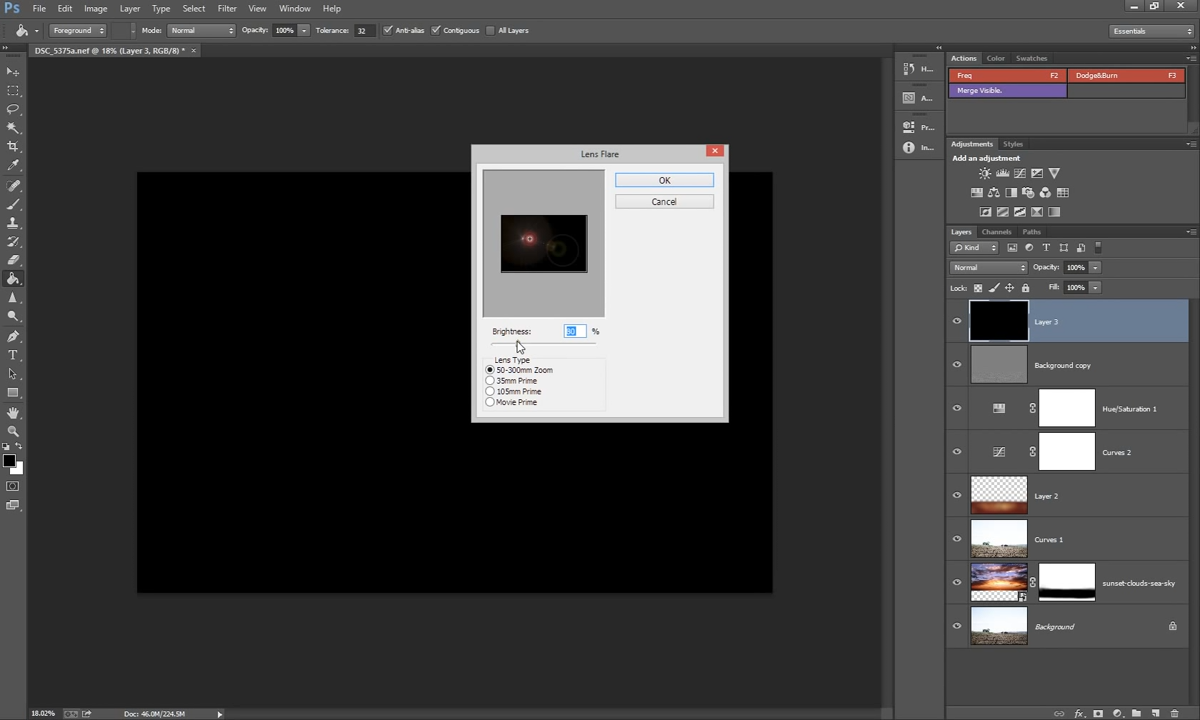 Ps File Edit Image Layer Type Select Filter View Window Help
Foreground Mode: Normal Opacity: 100% Tolerance: 32 Anti-alias Contiguous All Layers Essentials
DSC_5375a.nef @ 18% (Layer 3, RGB/8) * ×
Lens Flare
OK
Cancel
Brightness: %
Lens Type
50-300mm Zoom
35mm Prime
105mm Prime
Movie Prime
H...
A...
Pr...
In...
Actions Color Swatches
Freq F2 Dodge&Burn F3
Merge Visible.
Adjustments Styles
Add an adjustment
Layers Channels Paths
Kind
Normal Opacity: 100%
Lock: Fill: 100%
Layer 3
Background copy
Hue/Saturation 1
Curves 2
Layer 2
Curves 1
sunset-clouds-sea-sky
Background
18.02% Doc: 46.0M/224.5M